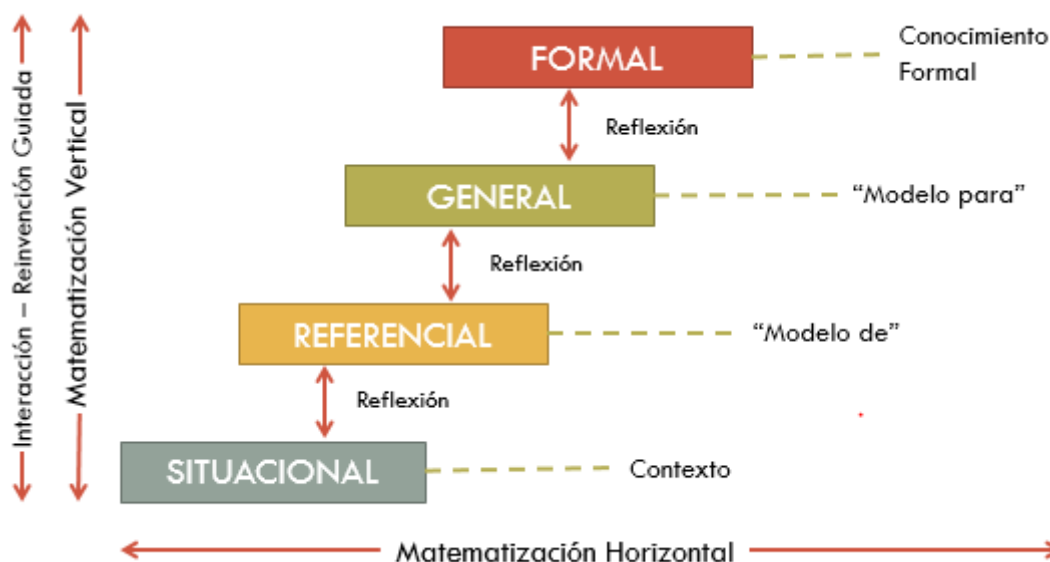 Interacción – Reinvención Guiada
Matematización Vertical
FORMAL
Conocimiento
Formal
Reflexión
GENERAL
“Modelo para”
Reflexión
REFERENCIAL
“Modelo de”
Reflexión
SITUACIONAL
Contexto
Matematización Horizontal